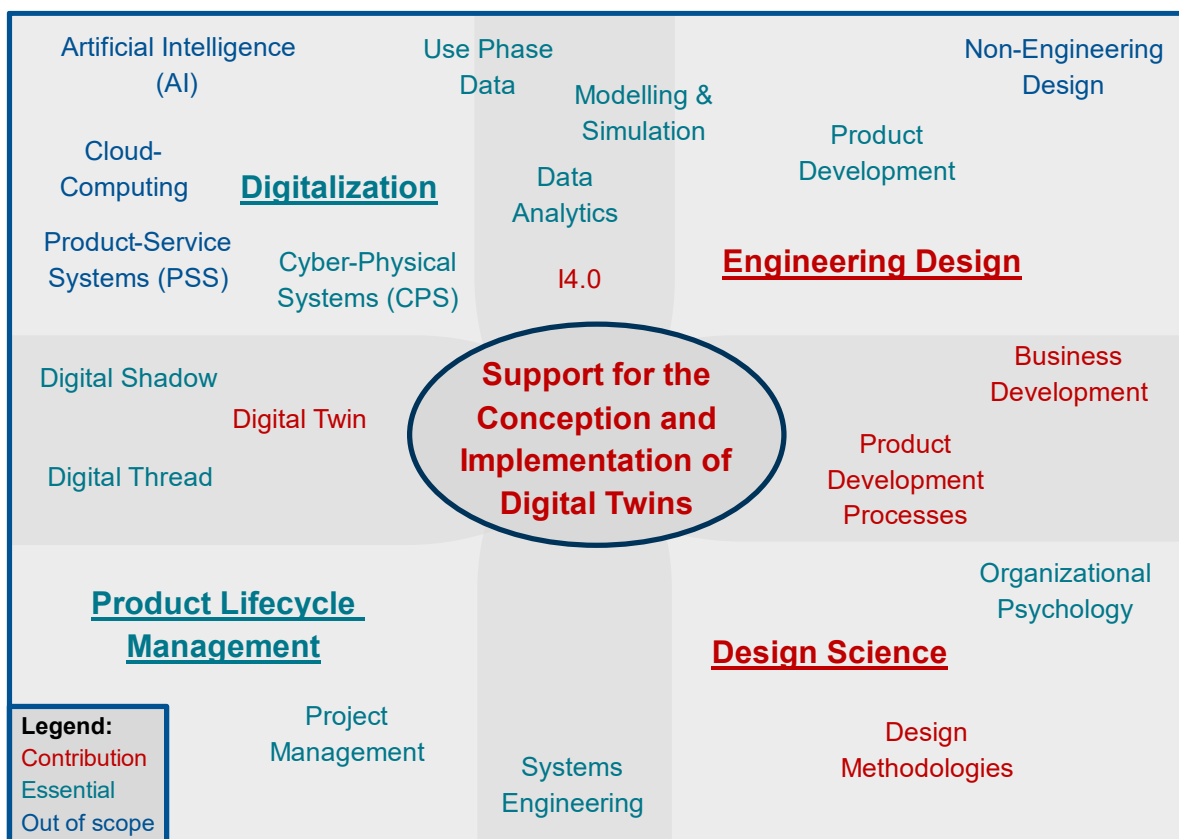 Artificial Intelligence
(AI)
Use Phase
Data
Modelling &
Simulation
Non-Engineering
Design
Product
Development
Cloud-
Computing
Digitalization
Data
Analytics
Product-Service
Systems (PSS)
Cyber-Physical
Systems (CPS)
I4.0
Engineering Design
Digital Shadow
Digital Twin
Digital Thread
Support for the
Conception and
Implementation of
Digital Twins
Business
Development
Product
Development
Processes
Product Lifecycle
Management
Organizational
Psychology
Design Science
Project
Management
Systems
Engineering
Design
Methodologies
Legend:
Contribution
Essential
Out of scope